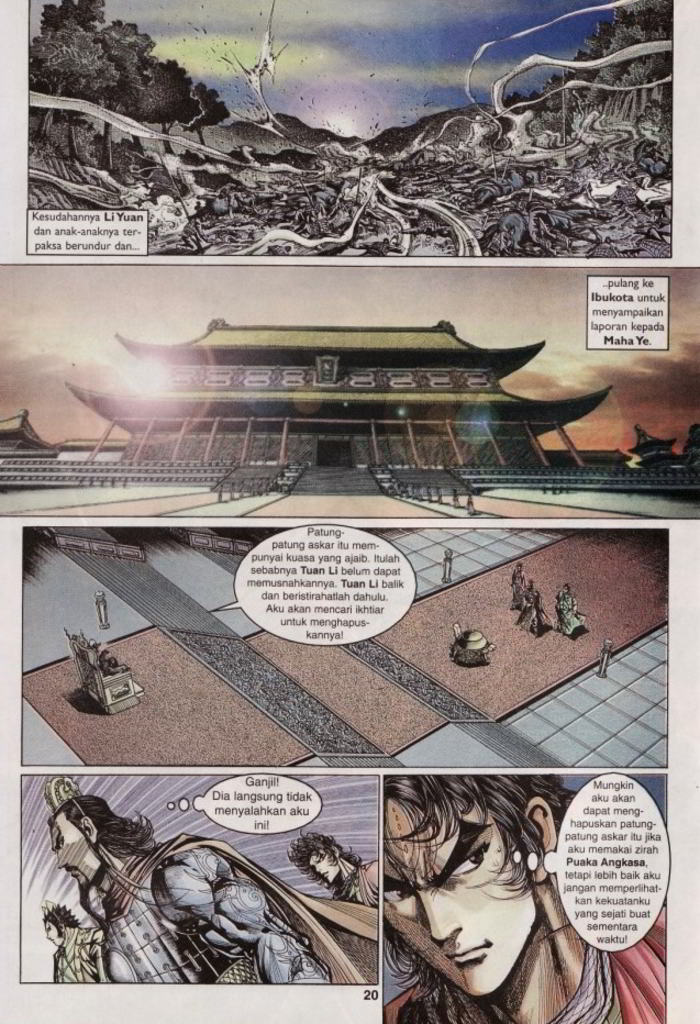 Kesudahannya Li Yuan
dan anak-anaknya ter-
paksa berundur dan...
..pulang ke
Ibukota untuk
menyampaikan
laporan kepada
Maha Ye.
Patung-
patung askar itu mem-
punyai kuasa yang ajaib. Itulah
sebabnya Tuan Li belum dapat
memusnahkannya. Tuan Li balik
dan beristirahatlah dahulu.
Aku akan mencari ikhtiar
untuk menghapus-
kannya!
Ganjil!
Dia langsung tidak
menyalahkan aku
ini!
Mungkin
aku akan
dapat meng-
hapuskan patung-
patung askar itu jika
aku memakai zirah
Puaka Angkasa,
tetapi lebih baik aku
jangan memperlihat-
kan kekuatanku
yang sejati buat
sementara
waktu!
20